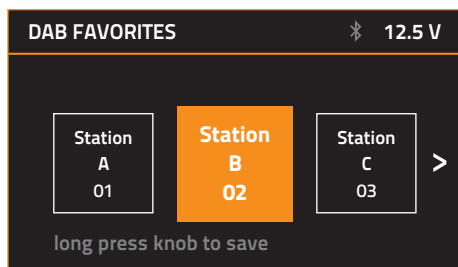 DAB FAVORITES 12.5 V
Station A 01
Station B 02
Station C 03
>
long press knob to save